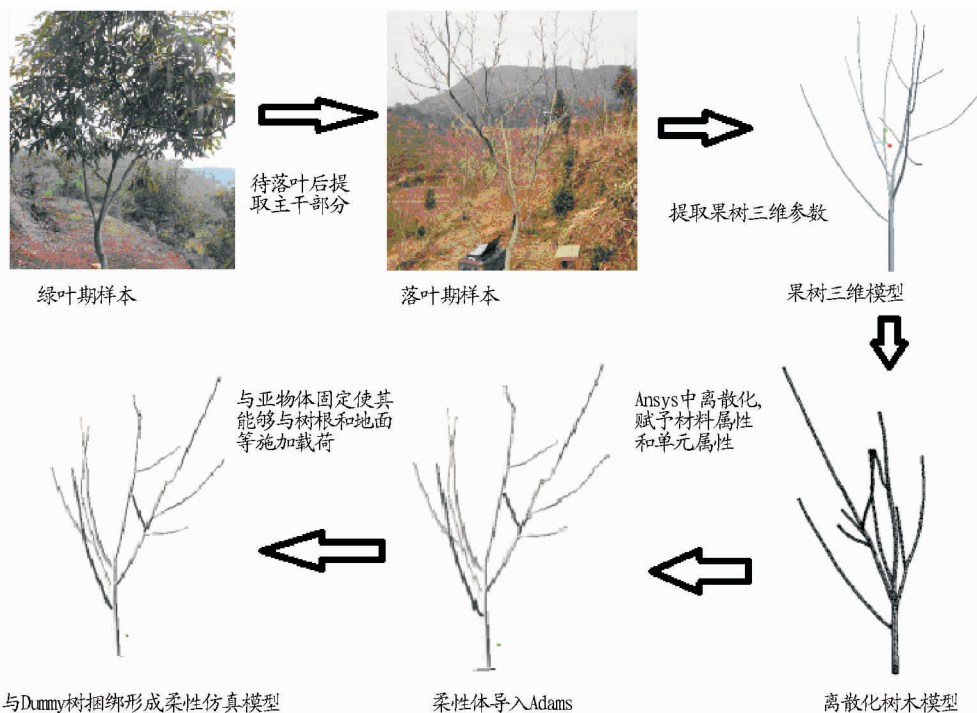 待落叶后提
取主干部分
提取果树三维参数
绿叶期样本
落叶期样本
果树三维模型
与亚物体固定使其
能够与树根和地面
等施加载荷
Ansys中离散化,
赋予材料属性
和单元属性
与Dummy树捆绑形成柔性仿真模型
柔性体导入Adams
离散化树木模型